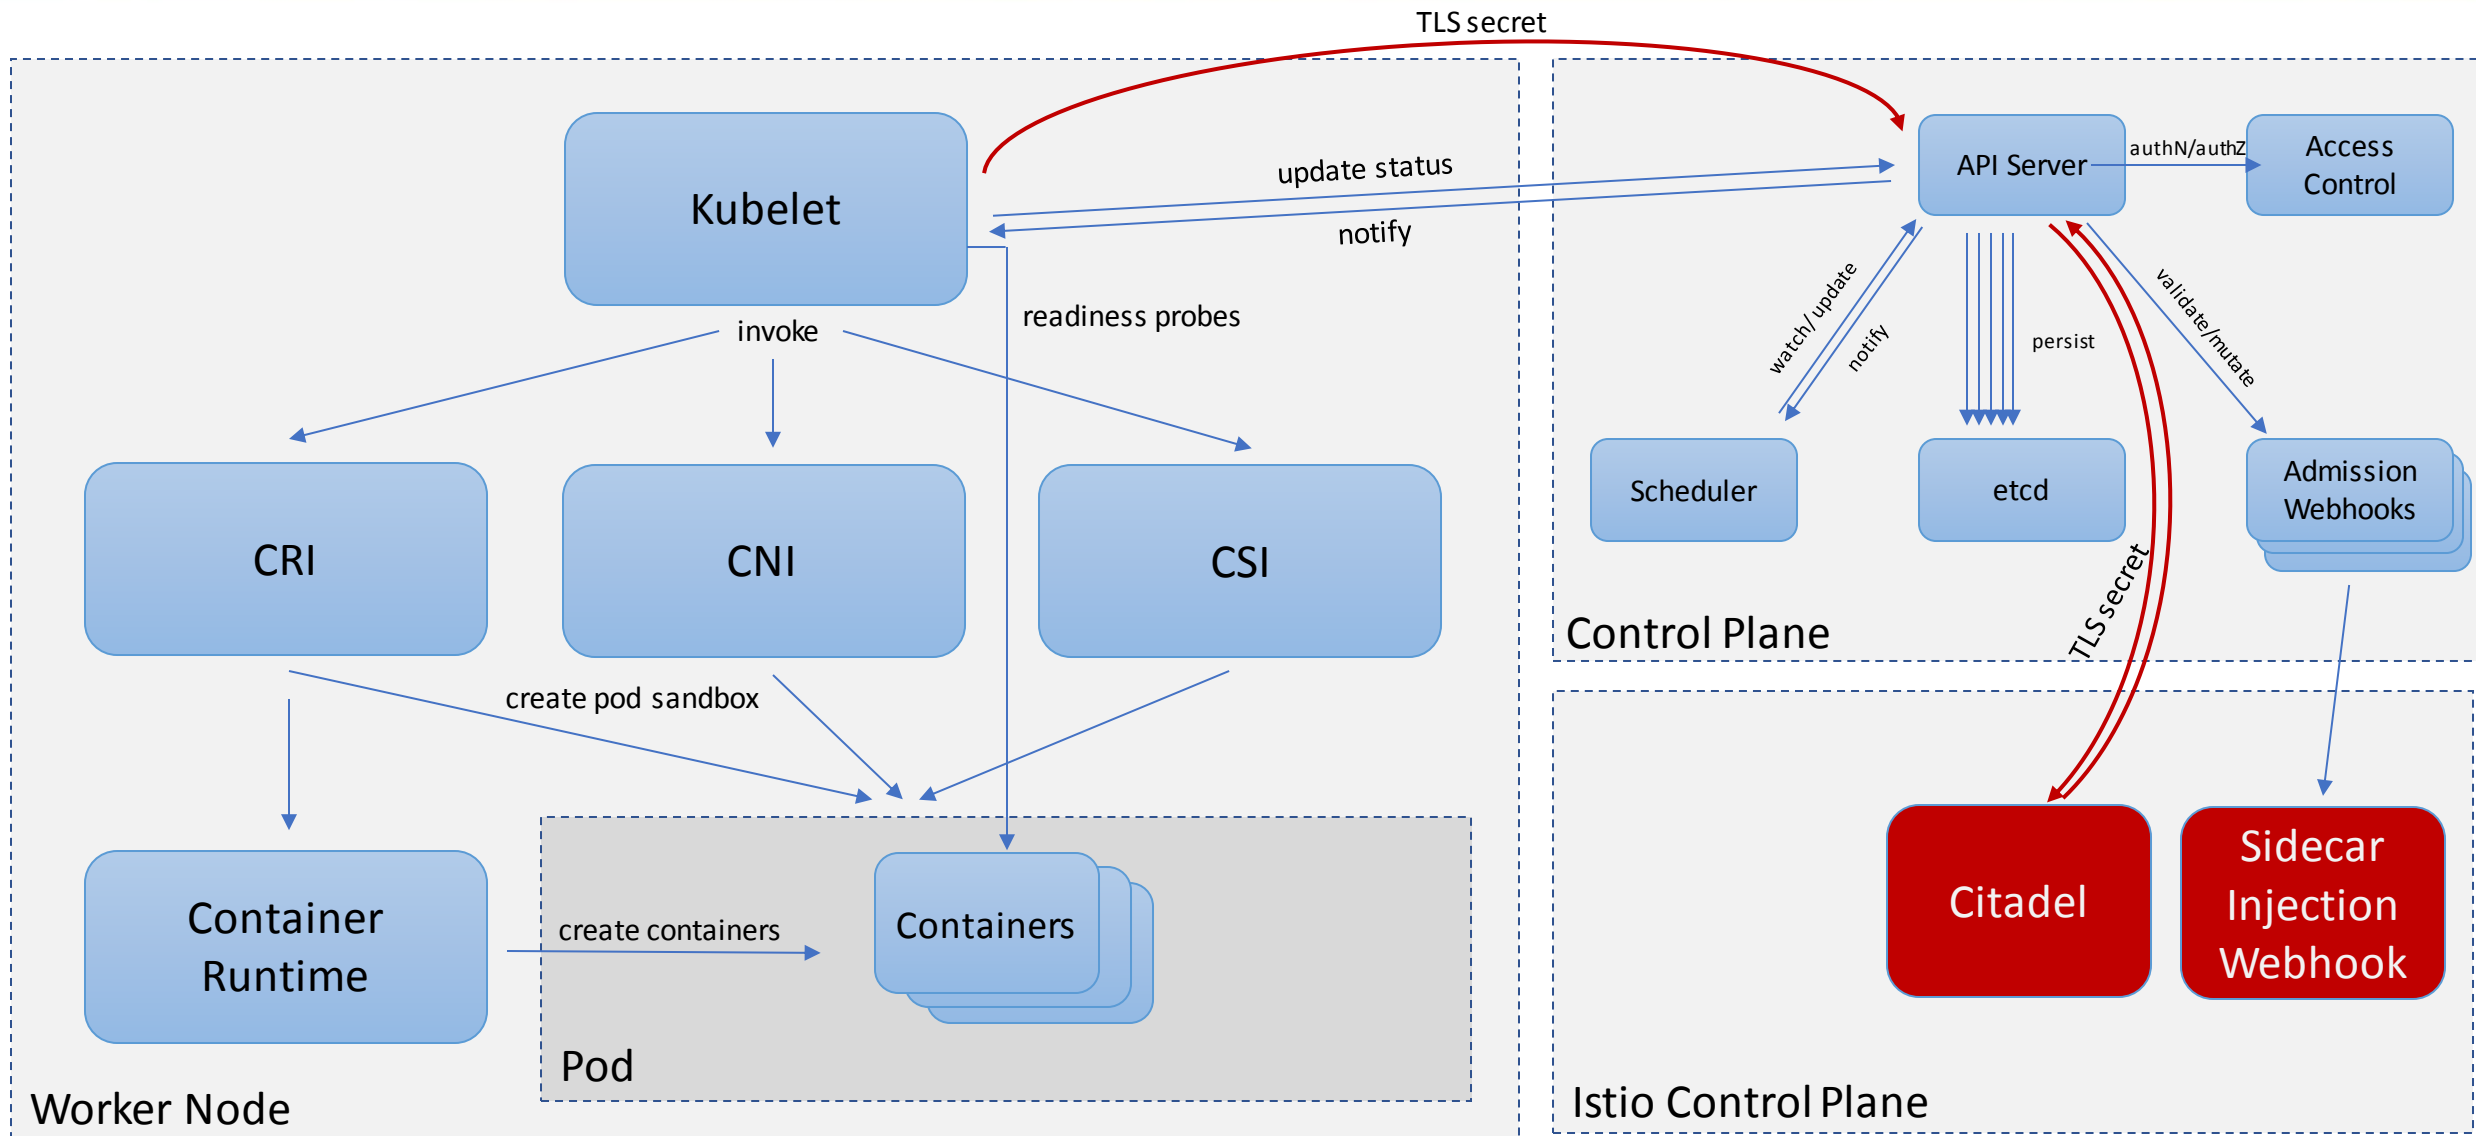 TLS secret
Kubelet
update status
notify
API Server
authN/authZ
Access
Control
invoke
readiness probes
watch/ update
notify
persist
validate/mutate
CRI
CNI
CSI
Scheduler
etcd
Admission
Webhooks
Control Plane
TLS secret
create pod sandbox
Container
Runtime
create containers
Containers
Pod
Worker Node
Citadel
Sidecar
Injection
Webhook
Istio Control Plane